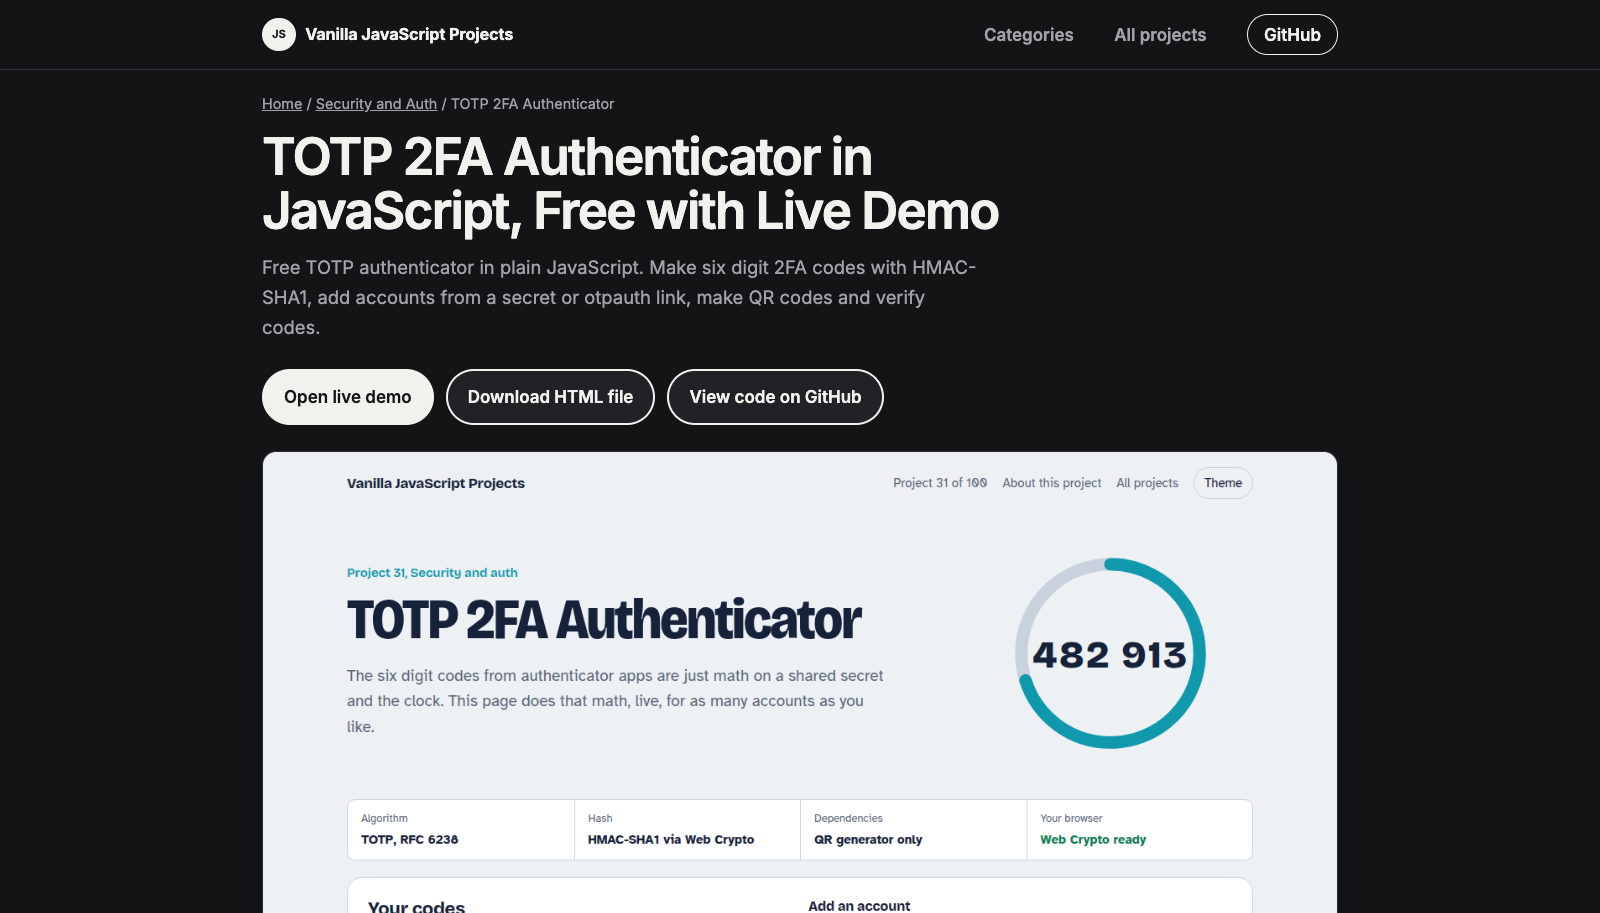 JS
Vanilla JavaScript Projects
Categories
All projects
GitHub
Home / Security and Auth / TOTP 2FA Authenticator
TOTP 2FA Authenticator in
JavaScript, Free with Live Demo
Free TOTP authenticator in plain JavaScript. Make six digit 2FA codes with HMAC-
SHA1, add accounts from a secret or otpauth link, make QR codes and verify
codes.
Open live demo
Download HTML file
View code on GitHub
Vanilla JavaScript Projects
Project 31 of 100
About this project
All projects
Theme
Project 31, Security and auth
TOTP 2FA Authenticator
The six digit codes from authenticator apps are just math on a shared secret
and the clock. This page does that math, live, for as many accounts as you
like.
482 913
Algorithm
TOTP, RFC 6238
Hash
HMAC-SHA1 via Web Crypto
Dependencies
QR generator only
Your browser
Web Crypto ready
Your codes
Add an account